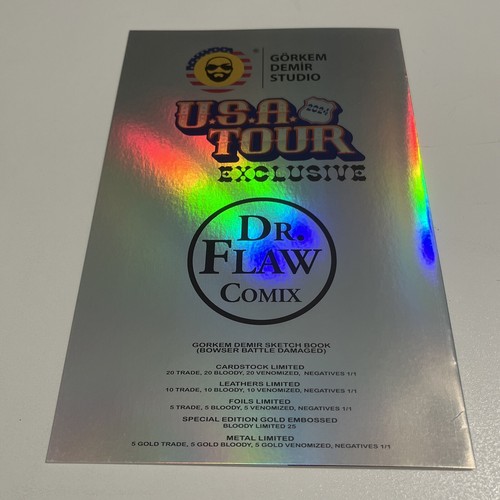 GÖRKEM
DEMİR
STUDIO
U.S.A.
2024
TOUR
EXCLUSIVE
DR.
FLAW
COMIX
GORKEM DEMIR SKETCH BOOK
(BOWSER BATTLE DAMAGED)
CARDSTOCK LIMITED
20 TRADE, 20 BLOODY, 20 VENOMIZED, NEGATIVES 1/1
LEATHERS LIMITED
10 TRADE, 10 BLOODY, 10 VENOMIZED, NEGATIVES 1/1
FOILS LIMITED
5 TRADE, 5 BLOODY, 5 VENOMIZED, NEGATIVES 1/1
SPECIAL EDITION GOLD EMBOSSED
BLOODY LIMITED 25
METAL LIMITED
5 GOLD TRADE, 5 GOLD BLOODY, 5 GOLD VENOMIZED, NEGATIVES 1/1